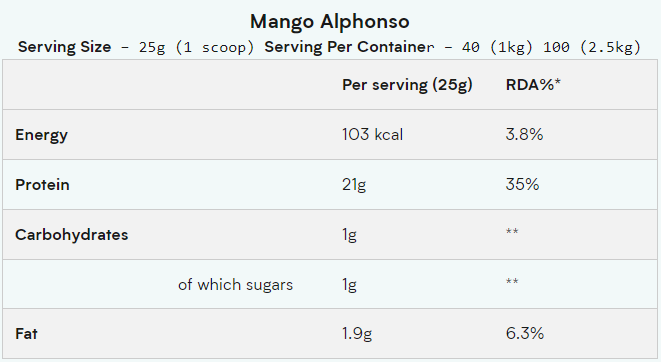 Mango Alphonso
Serving Size – 25g (1 scoop) Serving Per Container – 40 (1kg) 100 (2.5kg)
Per serving (25g) RDA%*
Energy 103 kcal 3.8%
Protein 21g 35%
Carbohydrates 1g **
of which sugars 1g **
Fat 1.9g 6.3%